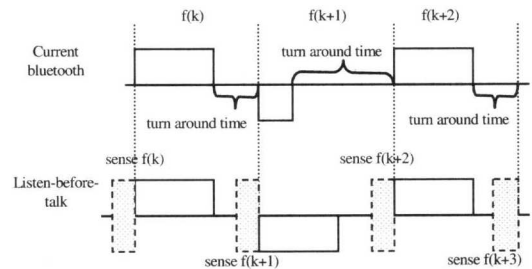 f(k) f(k+1) f(k+2)
Current
bluetooth
turn around time
turn around time
turn around time
sense f(k) sense f(k+2)
Listen-before-
talk
sense f(k+1) sense f(k+3)